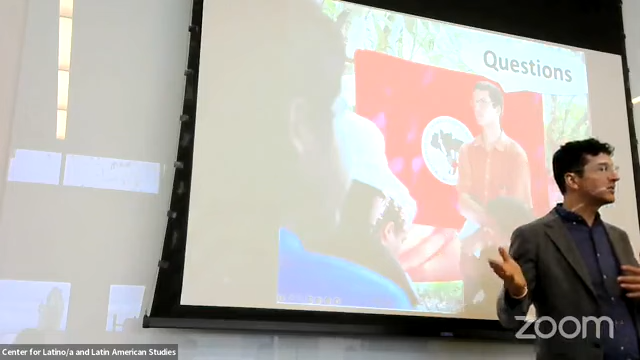 Questions
zoom
Center for Latino/a and Latin American Studies